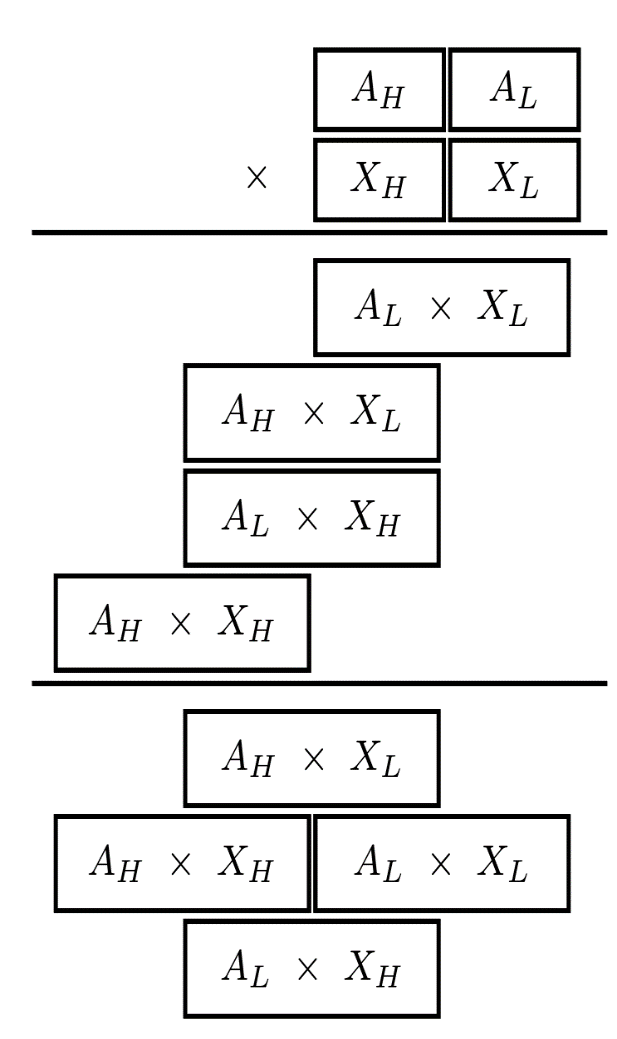 A_H A_L
× X_H X_L
A_L × X_L
A_H × X_L
A_L × X_H
A_H × X_H
A_H × X_L
A_H × X_H A_L × X_L
A_L × X_H